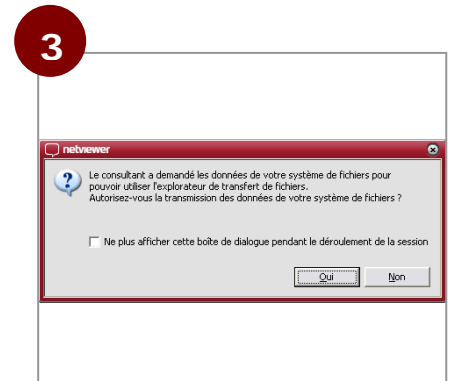 3
netviewer
Le consultant a demandé les données de votre système de fichiers pour
pouvoir utiliser l'explorateur de transfert de fichiers.
Autorisez-vous la transmission des données de votre système de fichiers ?
Ne plus afficher cette boîte de dialogue pendant le déroulement de la session
Oui
Non